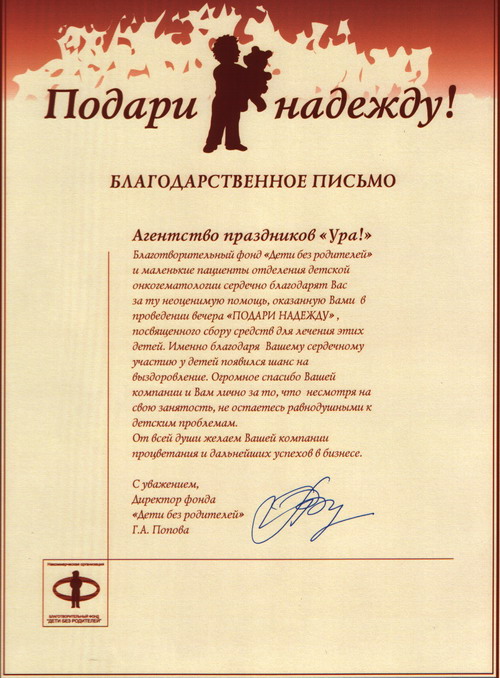 Подари надежду!
БЛАГОДАРСТВЕННОЕ ПИСЬМО
Агентство праздников «Ура!»
Благотворительный фонд «Дети без родителей»
и маленькие пациенты отделения детской
онкогематологии сердечно благодарят Вас
за ту неоценимую помощь, оказанную Вами в
проведении вечера «ПОДАРИ НАДЕЖДУ» ,
посвященного сбору средств для лечения этих
детей. Именно благодаря Вашему сердечному
участию у детей появился шанс на
выздоровление. Огромное спасибо Вашей
компании и Вам лично за то, что несмотря на
свою занятость, не остаетесь равнодушными к
детским проблемам.
От всей души желаем Вашей компании
процветания и дальнейших успехов в бизнесе.
С уважением,
Директор фонда
«Дети без родителей»
Г.А. Попова
Некоммерческая организация
БЛАГОТВОРИТЕЛЬНЫЙ ФОНД
"ДЕТИ БЕЗ РОДИТЕЛЕЙ"